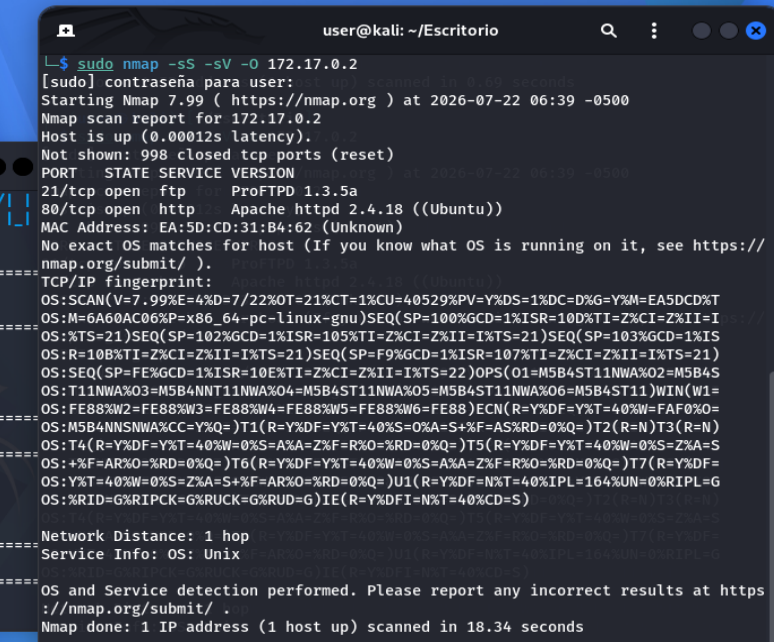 user@kali: ~/Escritorio
└─$ sudo nmap -sS -sV -O 172.17.0.2
[sudo] contraseña para user:
Starting Nmap 7.99 ( https://nmap.org ) at 2026-07-22 06:39 -0500
Nmap scan report for 172.17.0.2
Host is up (0.00012s latency).
Not shown: 998 closed tcp ports (reset)
PORT   STATE SERVICE VERSION
21/tcp open  ftp     ProFTPD 1.3.5a
80/tcp open  http    Apache httpd 2.4.18 ((Ubuntu))
MAC Address: EA:5D:CD:31:B4:62 (Unknown)
No exact OS matches for host (If you know what OS is running on it, see https://
nmap.org/submit/ ).
TCP/IP fingerprint:
OS:SCAN(V=7.99%E=4%D=7/22%OT=21%CT=1%CU=40529%PV=Y%DS=1%DC=D%G=Y%M=EA5DCD%T
OS:M=6A60AC06%P=x86_64-pc-linux-gnu)SEQ(SP=100%GCD=1%ISR=10D%TI=Z%CI=Z%II=I
OS:%TS=21)SEQ(SP=102%GCD=1%ISR=105%TI=Z%CI=Z%II=I%TS=21)SEQ(SP=103%GCD=1%IS
OS:R=10B%TI=Z%CI=Z%II=I%TS=21)SEQ(SP=F9%GCD=1%ISR=107%TI=Z%CI=Z%II=I%TS=21)
OS:SEQ(SP=FE%GCD=1%ISR=10E%TI=Z%CI=Z%II=I%TS=22)OPS(O1=M5B4ST11NWA%O2=M5B4S
OS:T11NWA%O3=M5B4NNT11NWA%O4=M5B4ST11NWA%O5=M5B4ST11NWA%O6=M5B4ST11)WIN(W1=
OS:FE88%W2=FE88%W3=FE88%W4=FE88%W5=FE88%W6=FE88)ECN(R=Y%DF=Y%T=40%W=FAF0%O=
OS:M5B4NNSNWA%CC=Y%Q=)T1(R=Y%DF=Y%T=40%S=O%A=S+%F=AS%RD=0%Q=)T2(R=N)T3(R=N)
OS:T4(R=Y%DF=Y%T=40%W=0%S=A%A=Z%F=R%O=%RD=0%Q=)T5(R=Y%DF=Y%T=40%W=0%S=Z%A=S
OS:+%F=AR%O=%RD=0%Q=)T6(R=Y%DF=Y%T=40%W=0%S=A%A=Z%F=R%O=%RD=0%Q=)T7(R=Y%DF=
OS:Y%T=40%W=0%S=Z%A=S+%F=AR%O=%RD=0%Q=)U1(R=Y%DF=N%T=40%IPL=164%UN=0%RIPL=G
OS:%RID=G%RIPCK=G%RUCK=G%RUD=G)IE(R=Y%DFI=N%T=40%CD=S)
Network Distance: 1 hop
Service Info: OS: Unix
OS and Service detection performed. Please report any incorrect results at https
://nmap.org/submit/ .
Nmap done: 1 IP address (1 host up) scanned in 18.34 seconds